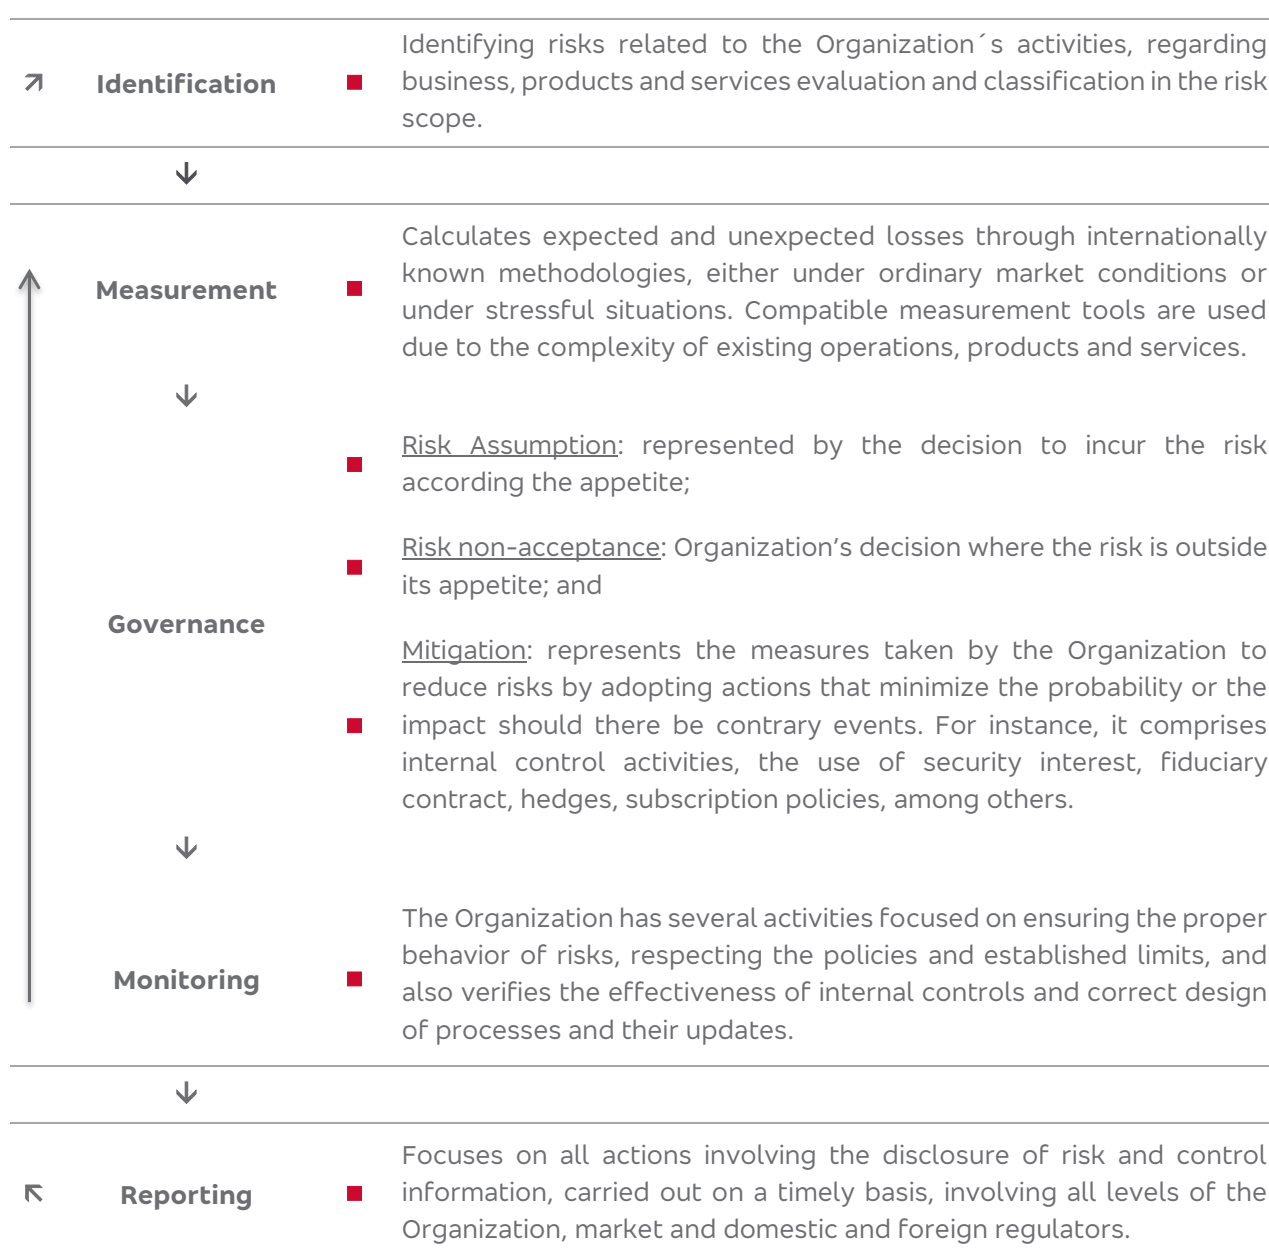 Identifying risks related to the Organization´s activities, regarding
Identification
business, products and services evaluation and classification in the risk
scope.
Calculates expected and unexpected losses through internationally
known methodologies, either under ordinary market conditions or
Measurement
under stressful situations. Compatible measurement tools are used
due to the complexity of existing operations, products and services.
Risk Assumption: represented by the decision to incur the risk
according the appetite;
Risk non-acceptance: Organization’s decision where the risk is outside
its appetite; and
Governance
Mitigation: represents the measures taken by the Organization to
reduce risks by adopting actions that minimize the probability or the
impact should there be contrary events. For instance, it comprises
internal control activities, the use of security interest, fiduciary
contract, hedges, subscription policies, among others.
The Organization has several activities focused on ensuring the proper
behavior of risks, respecting the policies and established limits, and
Monitoring
also verifies the effectiveness of internal controls and correct design
of processes and their updates.
Focuses on all actions involving the disclosure of risk and control
Reporting
information, carried out on a timely basis, involving all levels of the
Organization, market and domestic and foreign regulators.